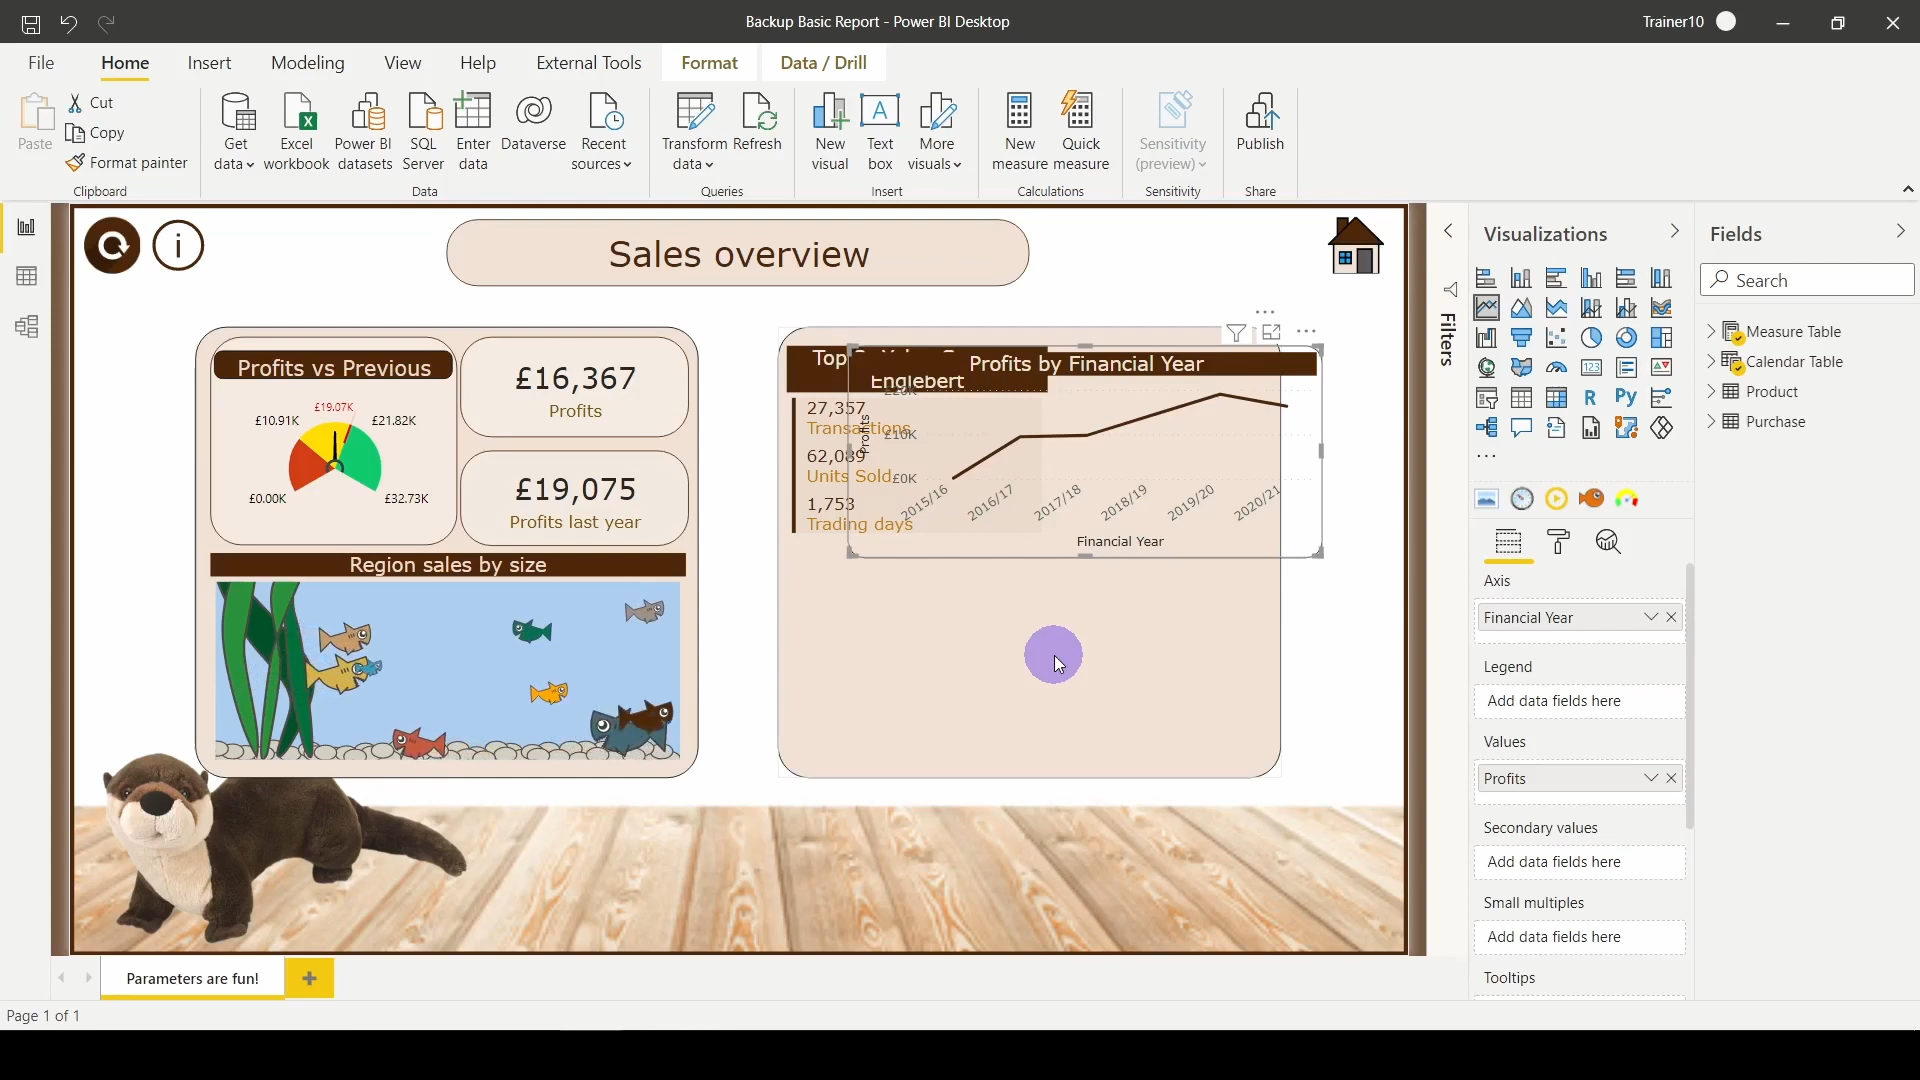 Backup Basic Report - Power BI Desktop
Trainer10
File
Home
Insert
Modeling
View
Help
External Tools
Format
Data / Drill
Paste
Cut
Copy
Format painter
Clipboard
Get
data
Excel
workbook
Power BI
datasets
SQL
Server
Enter
data
Dataverse
Recent
sources
Data
Transform
data
Refresh
Queries
New
visual
Text
box
More
visuals
Insert
New
measure
Quick
measure
Calculations
Sensitivity
(preview)
Sensitivity
Publish
Share
Sales overview
Profits vs Previous
£19.07K
£10.91K
£21.82K
£0.00K
£32.73K
£16,367
Profits
£19,075
Profits last year
Region sales by size
Top
Englebert
27,357
Transactions
62,089
Units Sold
1,753
Trading days
Profits by Financial Year
£20K
£10K
£0K
Profits
2015/16
2016/17
2017/18
2018/19
2019/20
2020/21
Financial Year
Filters
Visualizations
R
Py
123
Axis
Financial Year
Legend
Add data fields here
Values
Profits
Secondary values
Add data fields here
Small multiples
Add data fields here
Tooltips
Fields
Search
Measure Table
Calendar Table
Product
Purchase
Parameters are fun!
Page 1 of 1